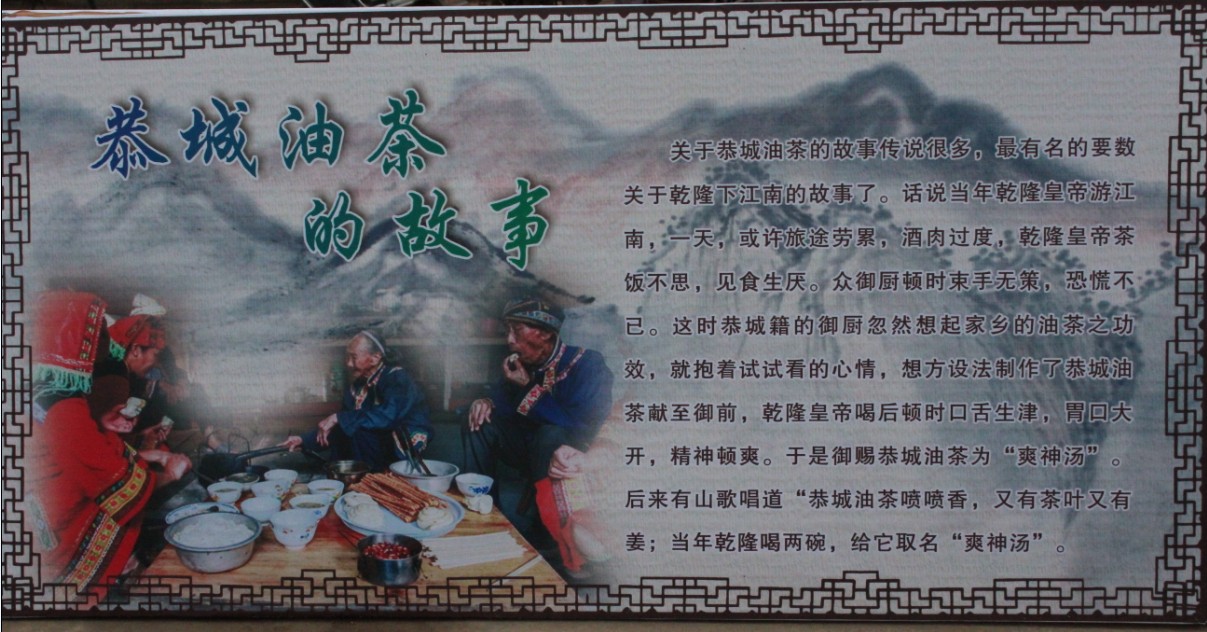 恭城油茶
的故事
关于恭城油茶的故事传说很多，最有名的要数
关于乾隆下江南的故事了。话说当年乾隆皇帝游江
南，一天，或许旅途劳累，酒肉过度，乾隆皇帝茶
饭不思，见食生厌。众御厨顿时束手无策，恐慌不
已。这时恭城籍的御厨忽然想起家乡的油茶之功
效，就抱着试试看的心情，想方设法制作了恭城油
茶献至御前，乾隆皇帝喝后顿时口舌生津，胃口大
开，精神顿爽。于是御赐恭城油茶为“爽神汤”。
后来有山歌唱道“恭城油茶喷喷香，又有茶叶又有
姜；当年乾隆喝两碗，给它取名“爽神汤”。